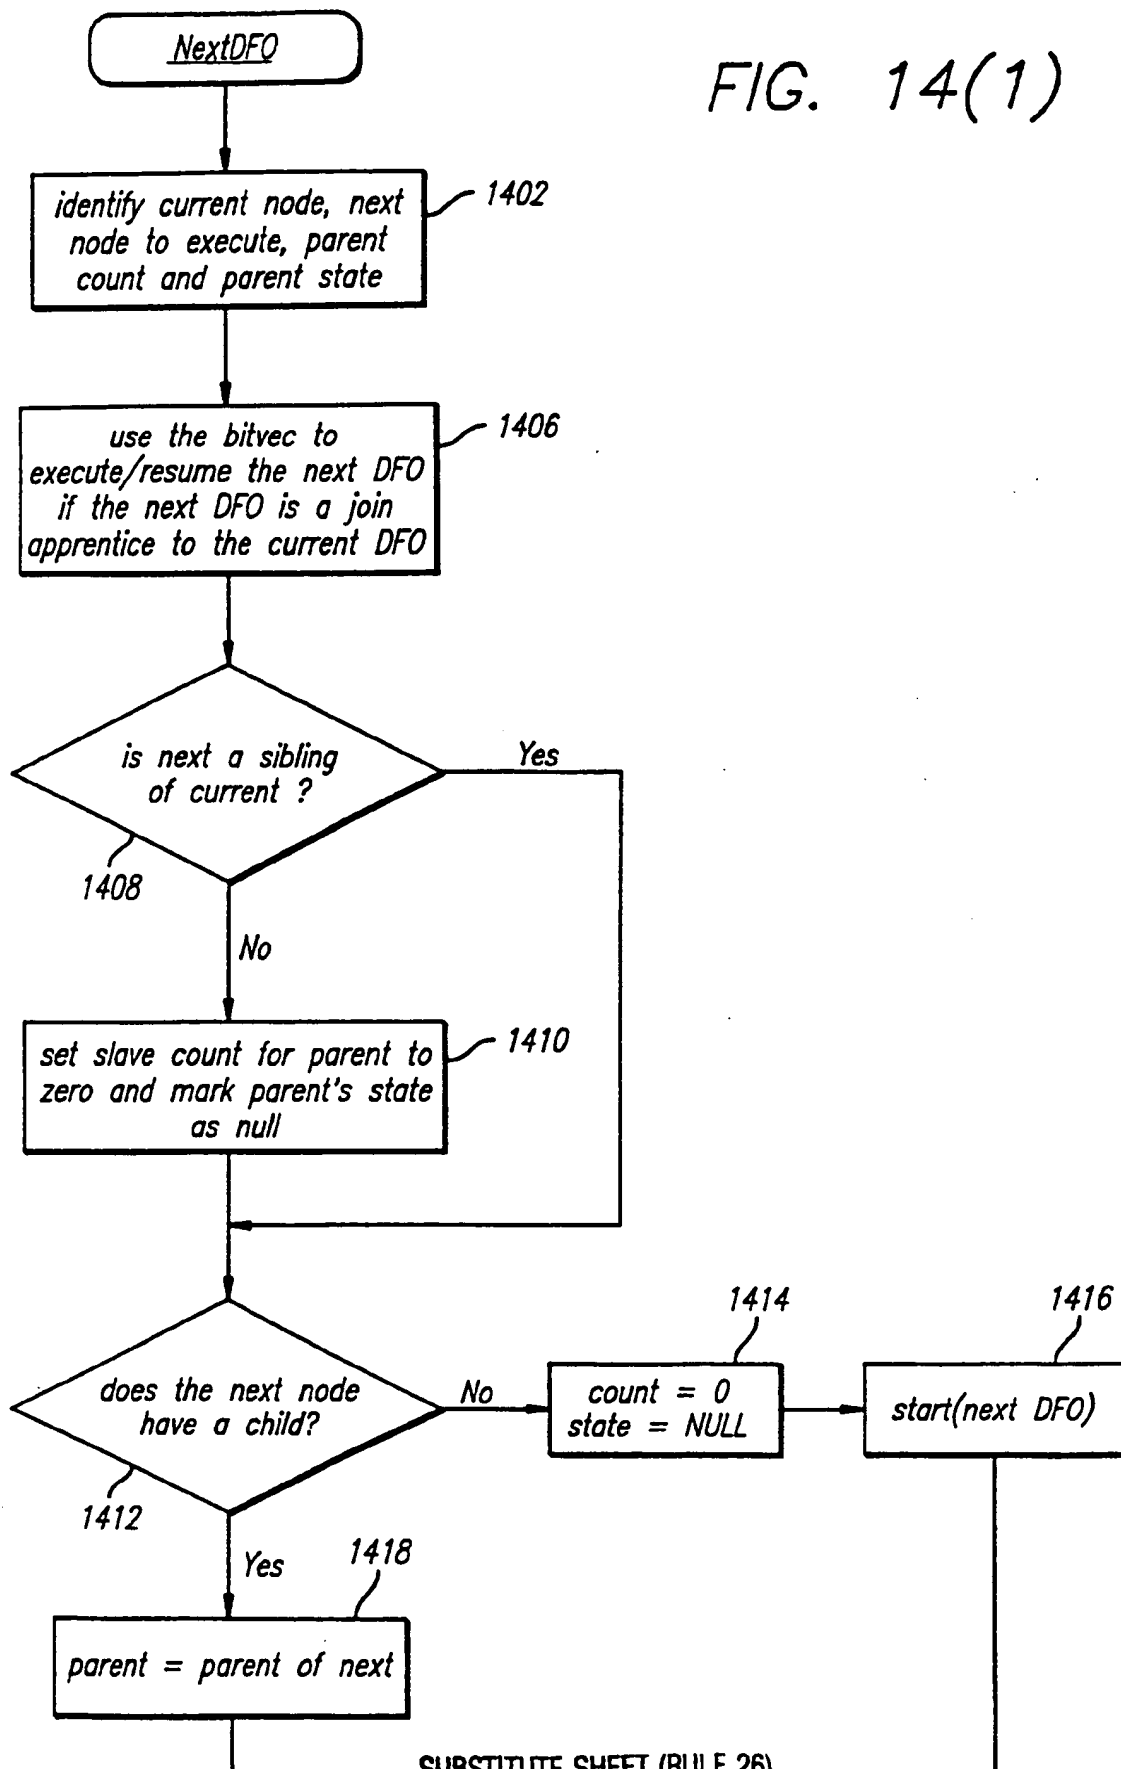 NextDFO
FIG. 14(1)
identify current node, next
node to execute, parent
count and parent state
1402
use the bitvec to
execute/resume the next DFO
if the next DFO is a join
apprentice to the current DFO
1406
is next a sibling
of current ?
Yes
1408
No
set slave count for parent to
zero and mark parent's state
as null
1410
does the next node
have a child?
No
1412
count = 0
state = NULL
1414
start(next DFO)
1416
Yes
1418
parent = parent of next
SUBSTITUTE SHEET (RULE 26)